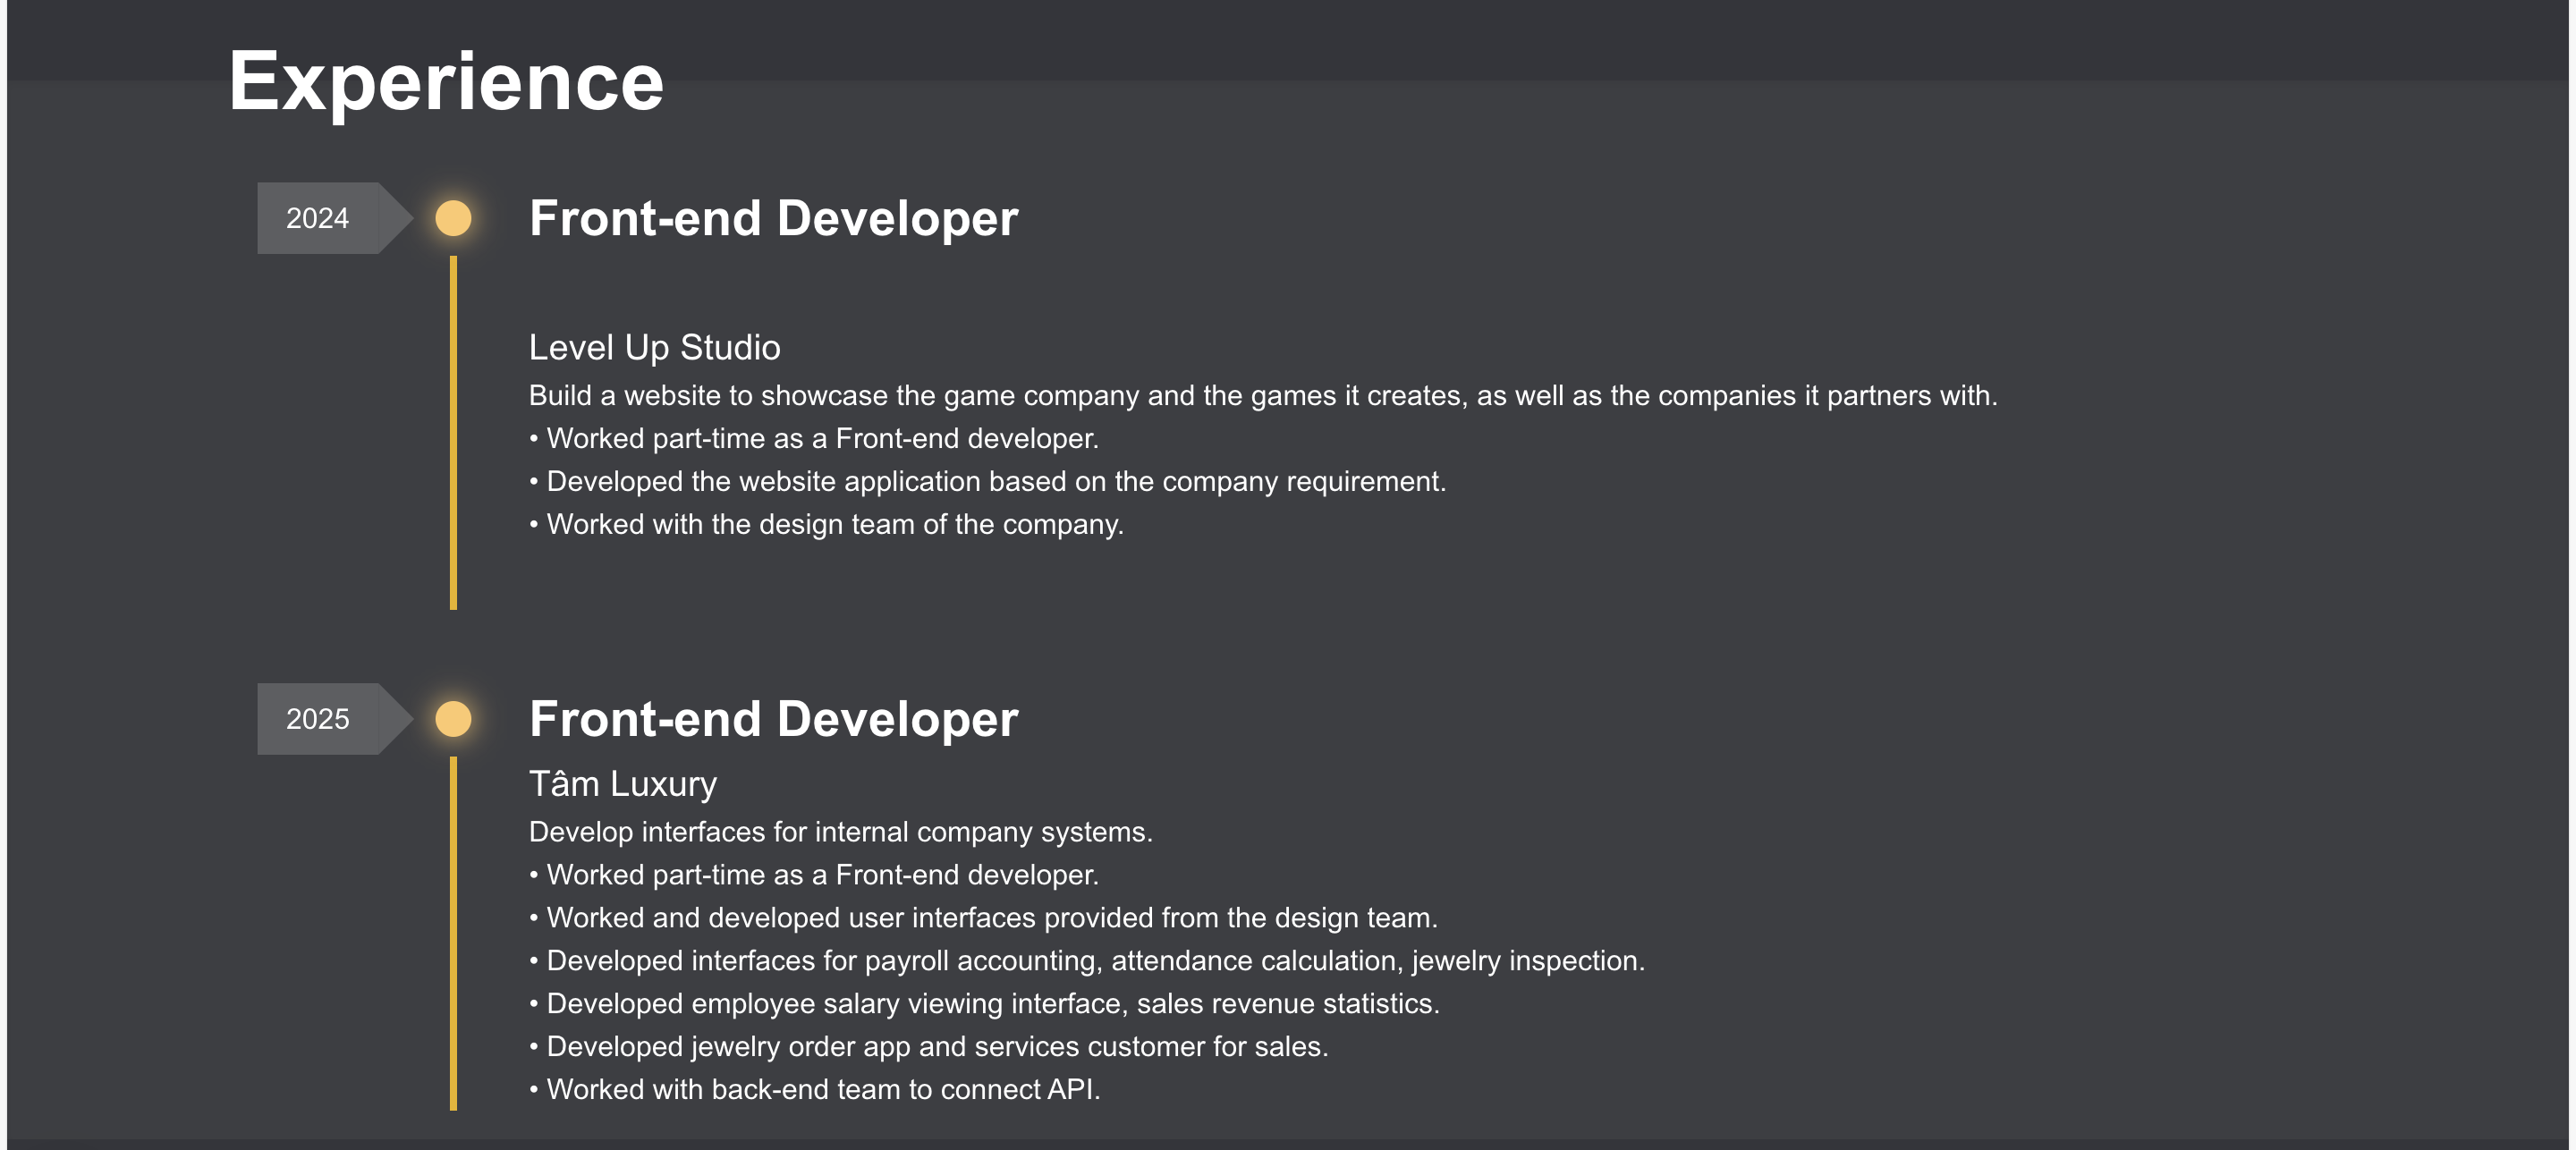 Experience
2024
Front-end Developer
Level Up Studio
Build a website to showcase the game company and the games it creates, as well as the companies it partners with.
• Worked part-time as a Front-end developer.
• Developed the website application based on the company requirement.
• Worked with the design team of the company.
2025
Front-end Developer
Tâm Luxury
Develop interfaces for internal company systems.
• Worked part-time as a Front-end developer.
• Worked and developed user interfaces provided from the design team.
• Developed interfaces for payroll accounting, attendance calculation, jewelry inspection.
• Developed employee salary viewing interface, sales revenue statistics.
• Developed jewelry order app and services customer for sales.
• Worked with back-end team to connect API.